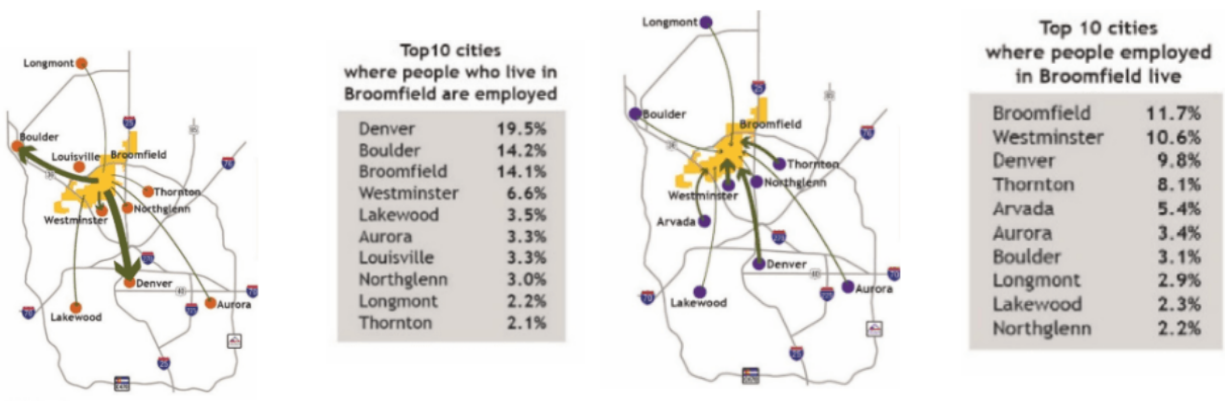 Longmont
Boulder
Louisville
Broomfield
Thornton
Northglenn
Westminster
Denver
Aurora
Lakewood
Top10 cities
where people who live in
Broomfield are employed
Denver 19.5%
Boulder 14.2%
Broomfield 14.1%
Westminster 6.6%
Lakewood 3.5%
Aurora 3.3%
Louisville 3.3%
Northglenn 3.0%
Longmont 2.2%
Thornton 2.1%
Longmont
Boulder
Broomfield
Thornton
Northglenn
Westminster
Arvada
Denver
Aurora
Lakewood
Top 10 cities
where people employed
in Broomfield live
Broomfield 11.7%
Westminster 10.6%
Denver 9.8%
Thornton 8.1%
Arvada 5.4%
Aurora 3.4%
Boulder 3.1%
Longmont 2.9%
Lakewood 2.3%
Northglenn 2.2%